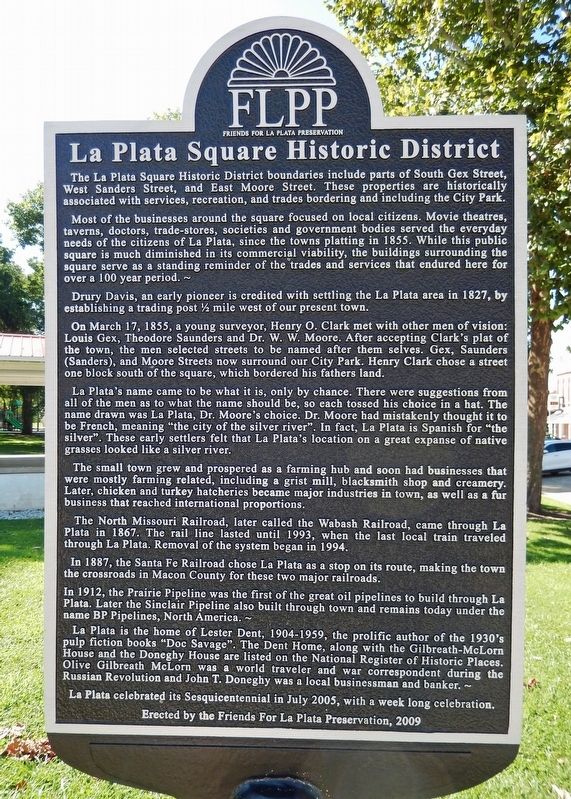 FLPP
FRIENDS FOR LA PLATA PRESERVATION
La Plata Square Historic District
The La Plata Square Historic District boundaries include parts of South Gex Street,
West Sanders Street, and East Moore Street. These properties are historically
associated with services, recreation, and trades bordering and including the City Park.
Most of the businesses around the square focused on local citizens. Movie theatres,
taverns, doctors, trade-stores, societies and government bodies served the everyday
needs of the citizens of La Plata, since the towns platting in 1855. While this public
square is much diminished in its commercial viability, the buildings surrounding the
square serve as a standing reminder of the trades and services that endured here for
over a 100 year period. ~
Drury Davis, an early pioneer is credited with settling the La Plata area in 1827, by
establishing a trading post ½ mile west of our present town.
On March 17, 1855, a young surveyor, Henry O. Clark met with other men of vision:
Louis Gex, Theodore Saunders and Dr. W. W. Moore. After accepting Clark's plat of
the town, the men selected streets to be named after them selves. Gex, Saunders
(Sanders), and Moore Streets now surround our City Park. Henry Clark chose a street
one block south of the square, which bordered his fathers land.
La Plata's name came to be what it is, only by chance. There were suggestions from
all of the men as to what the name should be, so each tossed his choice in a hat. The
name drawn was La Plata, Dr. Moore's choice. Dr. Moore had mistakenly thought it to
be French, meaning "the city of the silver river". In fact, La Plata is Spanish for "the
silver". These early settlers felt that La Plata's location on a great expanse of native
grasses looked like a silver river.
The small town grew and prospered as a farming hub and soon had businesses that
were mostly farming related, including a grist mill, blacksmith shop and creamery.
Later, chicken and turkey hatcheries became major industries in town, as well as a fur
business that reached international proportions.
The North Missouri Railroad, later called the Wabash Railroad, came through La
Plata in 1867. The rail line lasted until 1993, when the last local train traveled
through La Plata. Removal of the system began in 1994.
In 1887, the Santa Fe Railroad chose La Plata as a stop on its route, making the town
the crossroads in Macon County for these two major railroads.
In 1912, the Prairie Pipeline was the first of the great oil pipelines to build through La
Plata. Later the Sinclair Pipeline also built through town and remains today under the
name BP Pipelines, North America. ~
La Plata is the home of Lester Dent, 1904-1959, the prolific author of the 1930's
pulp fiction books "Doc Savage". The Dent Home, along with the Gilbreath-McLorn
House and the Doneghy House are listed on the National Register of Historic Places.
Olive Gilbreath McLorn was a world traveler and war correspondent during the
Russian Revolution and John T. Doneghy was a local businessman and banker. ~
La Plata celebrated its Sesquicentennial in July 2005, with a week long celebration.
Erected by the Friends For La Plata Preservation, 2009